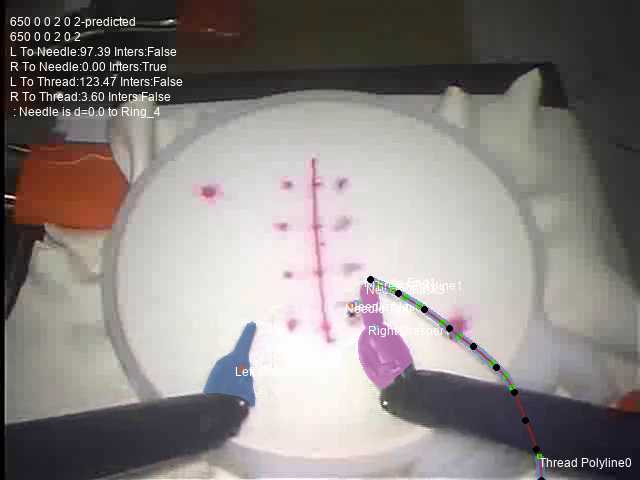 650 0 0 2 0 2-predicted
650 0 0 2 0 2
L To Needle:97.39 Inters:False
R To Needle:0.00 Inters:True
L To Thread:123.47 Inters:False
R To Thread:3.60 Inters:False
: Needle is d=0.0 to Ring_4
Right Grasper
Thread Polyline0